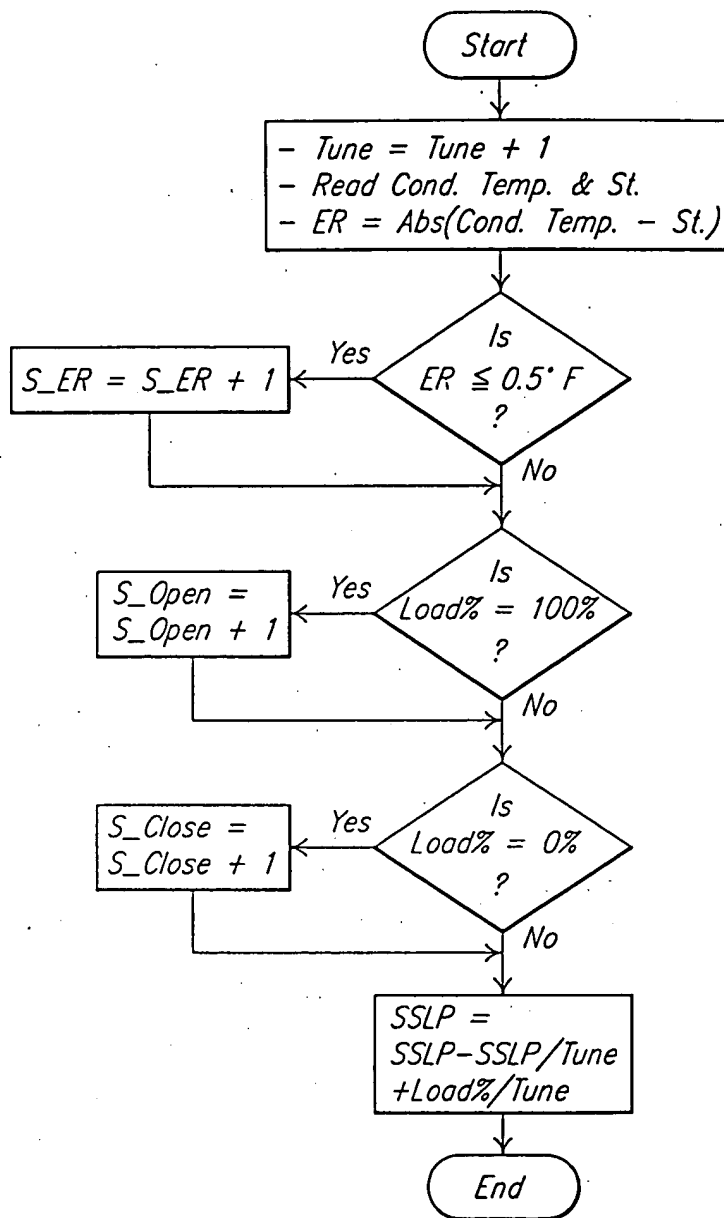 Start
- Tune = Tune + 1
- Read Cond. Temp. & St.
- ER = Abs(Cond. Temp. - St.)
Is
ER ≦ 0.5° F
?
Yes
S_ER = S_ER + 1
No
Is
Load% = 100%
?
Yes
S_Open =
S_Open + 1
No
Is
Load% = 0%
?
Yes
S_Close =
S_Close + 1
No
SSLP =
SSLP-SSLP/Tune
+Load%/Tune
End